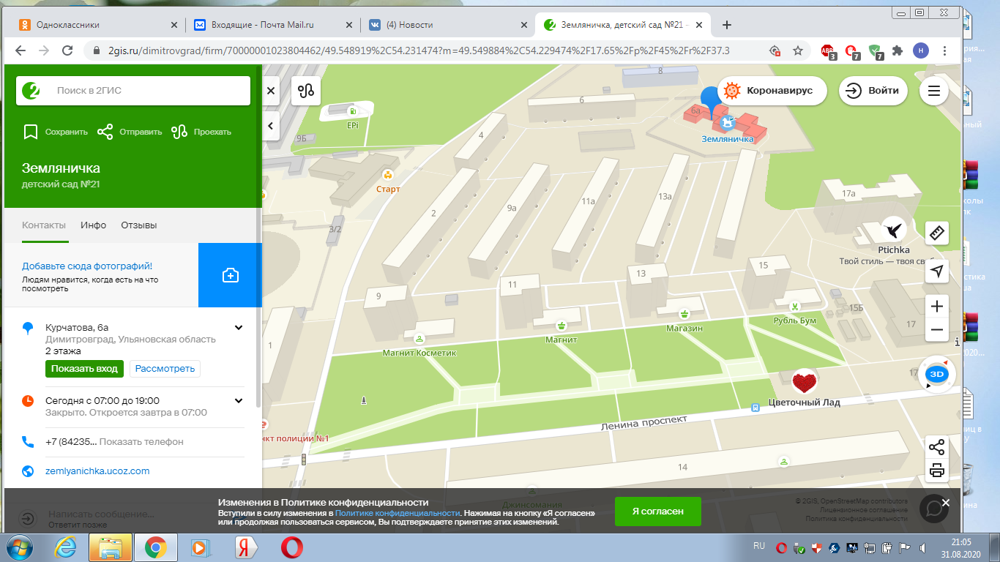 Одноклассники
Входящие - Почта Mail.ru
(4) Новости
Земляничка, детский сад №21 -
2gis.ru/dimitrovgrad/firm/70000001023804462/49.548919%2C54.231474?m=49.549884%2C54.229474%2F17.65%2Fp%2F45%2Fr%2F37.3
ABP
3
7
7
Н
Поиск в 2ГИС
Сохранить
Отправить
Проехать
Земляничка
детский сад №21
Контакты
Инфо
Отзывы
Добавьте сюда фотографий!
Людям нравится, когда есть на что
посмотреть
Курчатова, 6а
Димитровград, Ульяновская область
2 этажа
Показать вход
Рассмотреть
Сегодня с 07:00 до 19:00
Закрыто. Откроется завтра в 07:00
+7 (84235... Показать телефон
zemlyanichka.ucoz.com
Написать сообщение...
Ответит позже
Коронавирус
Войти
8
6
6а
Земляничка
EPi
9Б
4
Старт
2
9а
11а
13а
17а
3/2
Ptichka
Твой стиль — твоя св
9
11
13
15
15Б
17
1
Магнит Косметик
Магнит
Магазин
Рубль Бум
17
3D
Цветочный Лад
Ленина проспект
нкт полиции №1
14
Джинсомания
Изменения в Политике конфиденциальности
Вступили в силу изменения в Политике конфиденциальности. Нажимая на кнопку «Я согласен»
или продолжая пользоваться сервисом, Вы подтверждаете принятие этих изменений.
Я согласен
© 2GIS, OpenStreetMap contributors
Лицензионное соглашение
Политика конфиденциальности
RU
21:05
31.08.2020